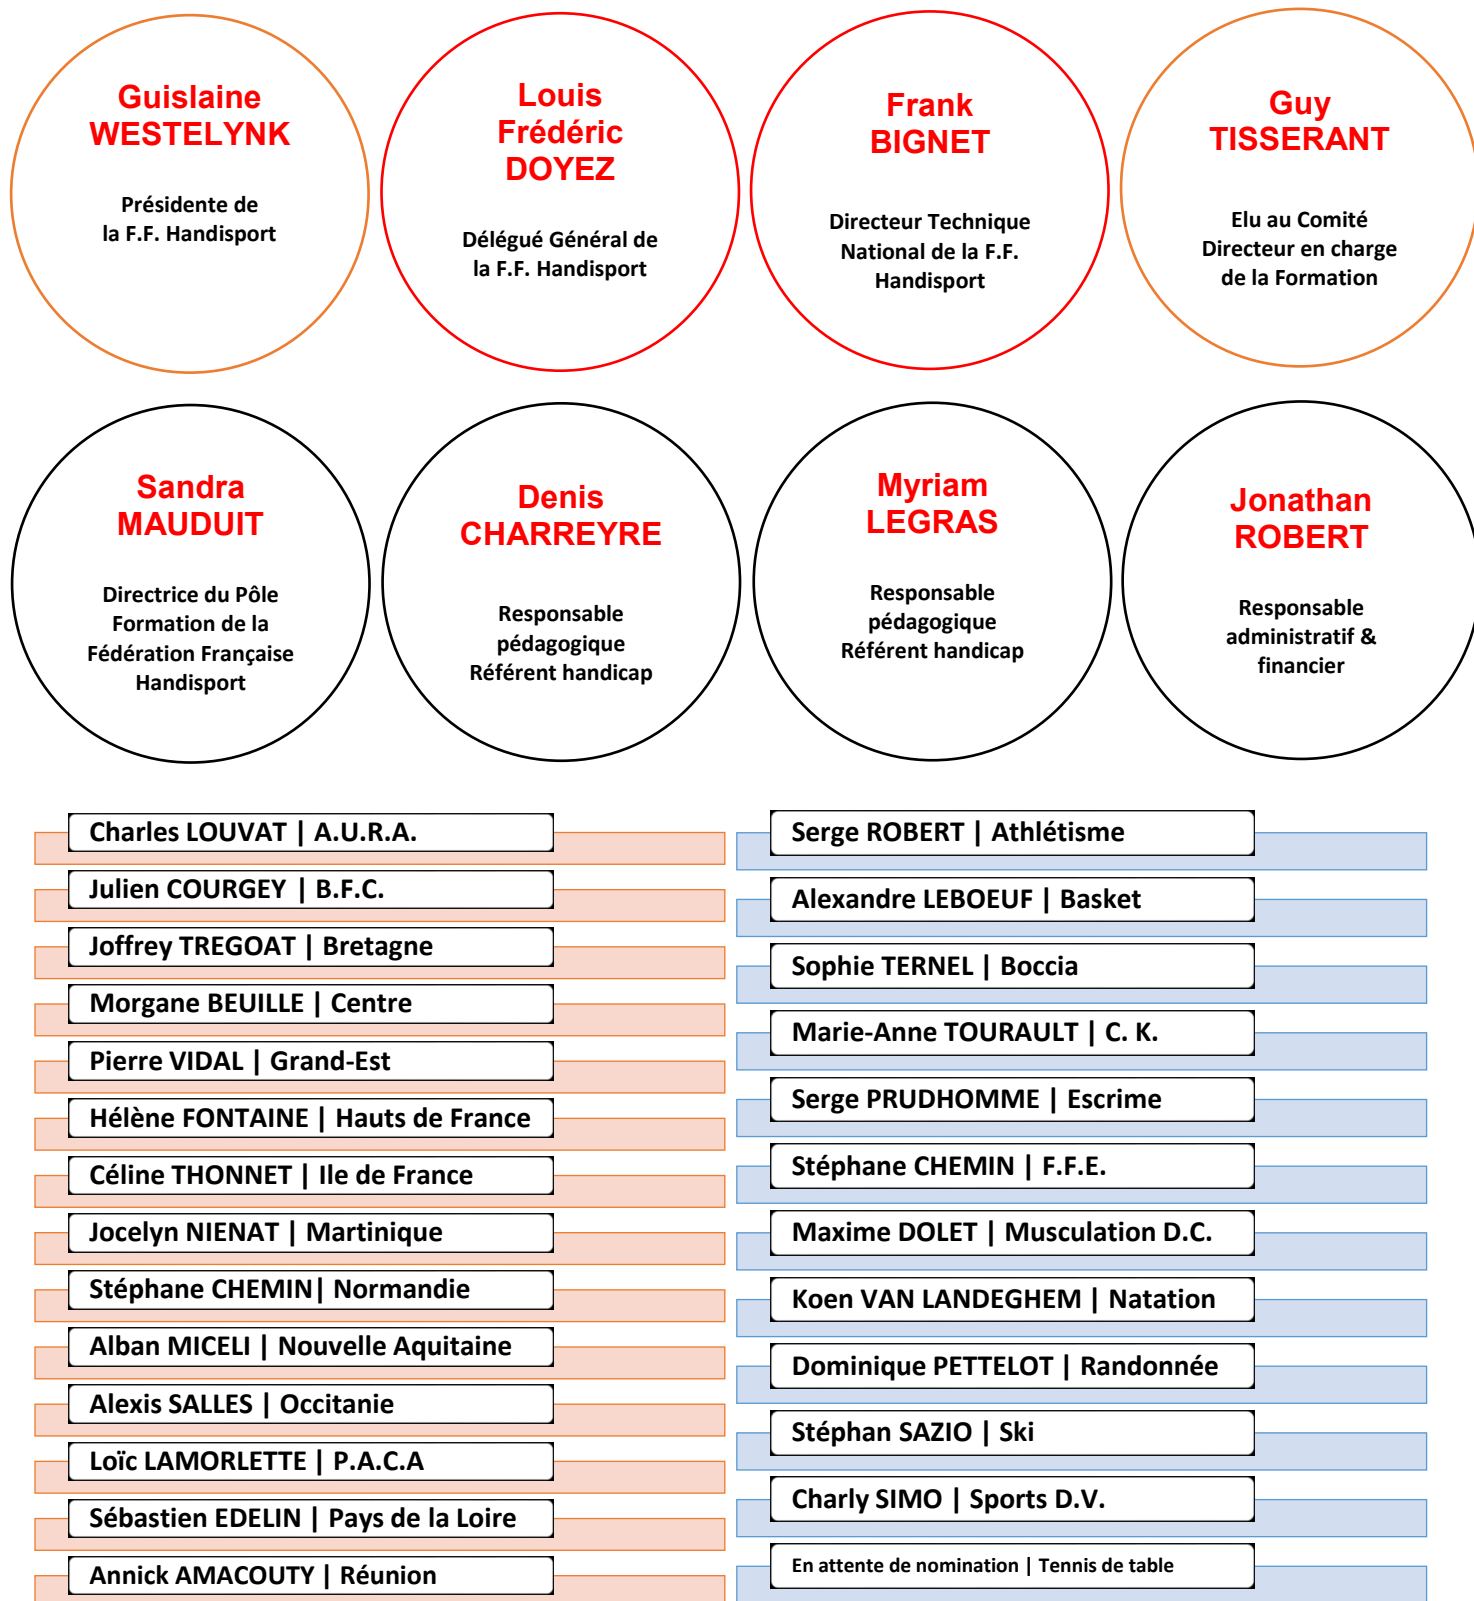 Guislaine
WESTELYNK
Présidente de
la F.F. Handisport
Louis
Frédéric
DOYEZ
Délégué Général de
la F.F. Handisport
Frank
BIGNET
Directeur Technique
National de la F.F.
Handisport
Guy
TISSERANT
Elu au Comité
Directeur en charge
de la Formation
Sandra
MAUDUIT
Directrice du Pôle
Formation de la
Fédération Française
Handisport
Denis
CHARREYRE
Responsable
pédagogique
Référent handicap
Myriam
LEGRAS
Responsable
pédagogique
Référent handicap
Jonathan
ROBERT
Responsable
administratif &
financier
Charles LOUVAT | A.U.R.A.
Julien COURGEY | B.F.C.
Joffrey TREGOAT | Bretagne
Morgane BEUILLE | Centre
Pierre VIDAL | Grand-Est
Hélène FONTAINE | Hauts de France
Céline THONNET | Ile de France
Jocelyn NIENAT | Martinique
Stéphane CHEMIN| Normandie
Alban MICELI | Nouvelle Aquitaine
Alexis SALLES | Occitanie
Loïc LAMORLETTE | P.A.C.A
Sébastien EDELIN | Pays de la Loire
Annick AMACOUTY | Réunion
Serge ROBERT | Athlétisme
Alexandre LEBOEUF | Basket
Sophie TERNEL | Boccia
Marie-Anne TOURAULT | C. K.
Serge PRUDHOMME | Escrime
Stéphane CHEMIN | F.F.E.
Maxime DOLET | Musculation D.C.
Koen VAN LANDEGHEM | Natation
Dominique PETTELOT | Randonnée
Stéphan SAZIO | Ski
Charly SIMO | Sports D.V.
En attente de nomination | Tennis de table